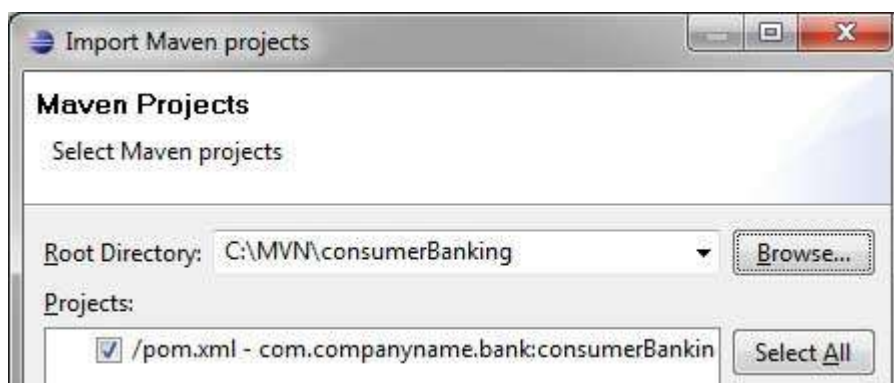 Import Maven projects
Maven Projects
Select Maven projects
Root Directory: C:\MVN\consumerBanking Browse...
Projects:
/pom.xml - com.companyname.bank:consumerBankin Select All